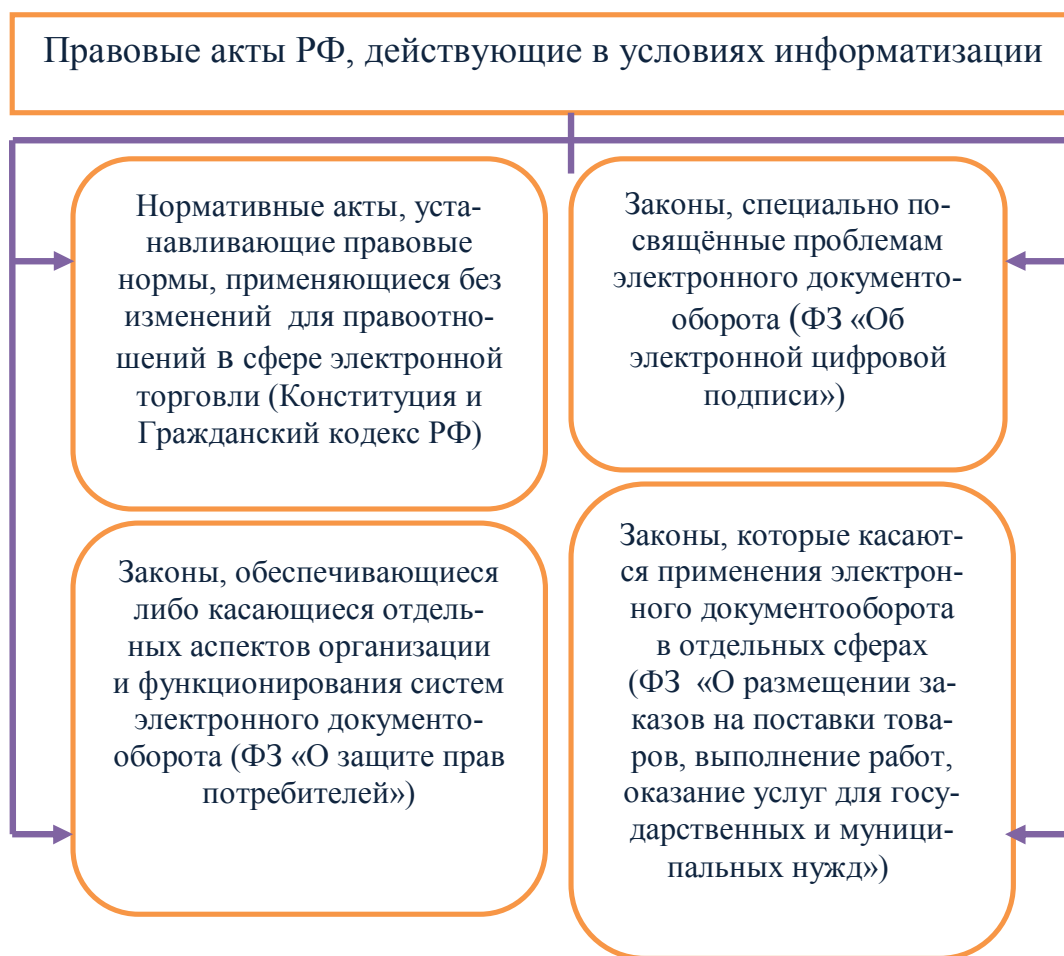 Правовые акты РФ, действующие в условиях информатизации
Нормативные акты, уста-
навливающие правовые
нормы, применяющиеся без
изменений для правоотно-
шений в сфере электронной
торговли (Конституция и
Гражданский кодекс РФ)
Законы, специально по-
свящённые проблемам
электронного документо-
оборота (ФЗ «Об
электронной цифровой
подписи»)
Законы, обеспечивающиеся
либо касающиеся отдель-
ных аспектов организации
и функционирования систем
электронного документо-
оборота (ФЗ «О защите прав
потребителей»)
Законы, которые касают-
ся применения электрон-
ного документооборота
в отдельных сферах
(ФЗ «О размещении за-
казов на поставки това-
ров, выполнение работ,
оказание услуг для госу-
дарственных и муници-
пальных нужд»)